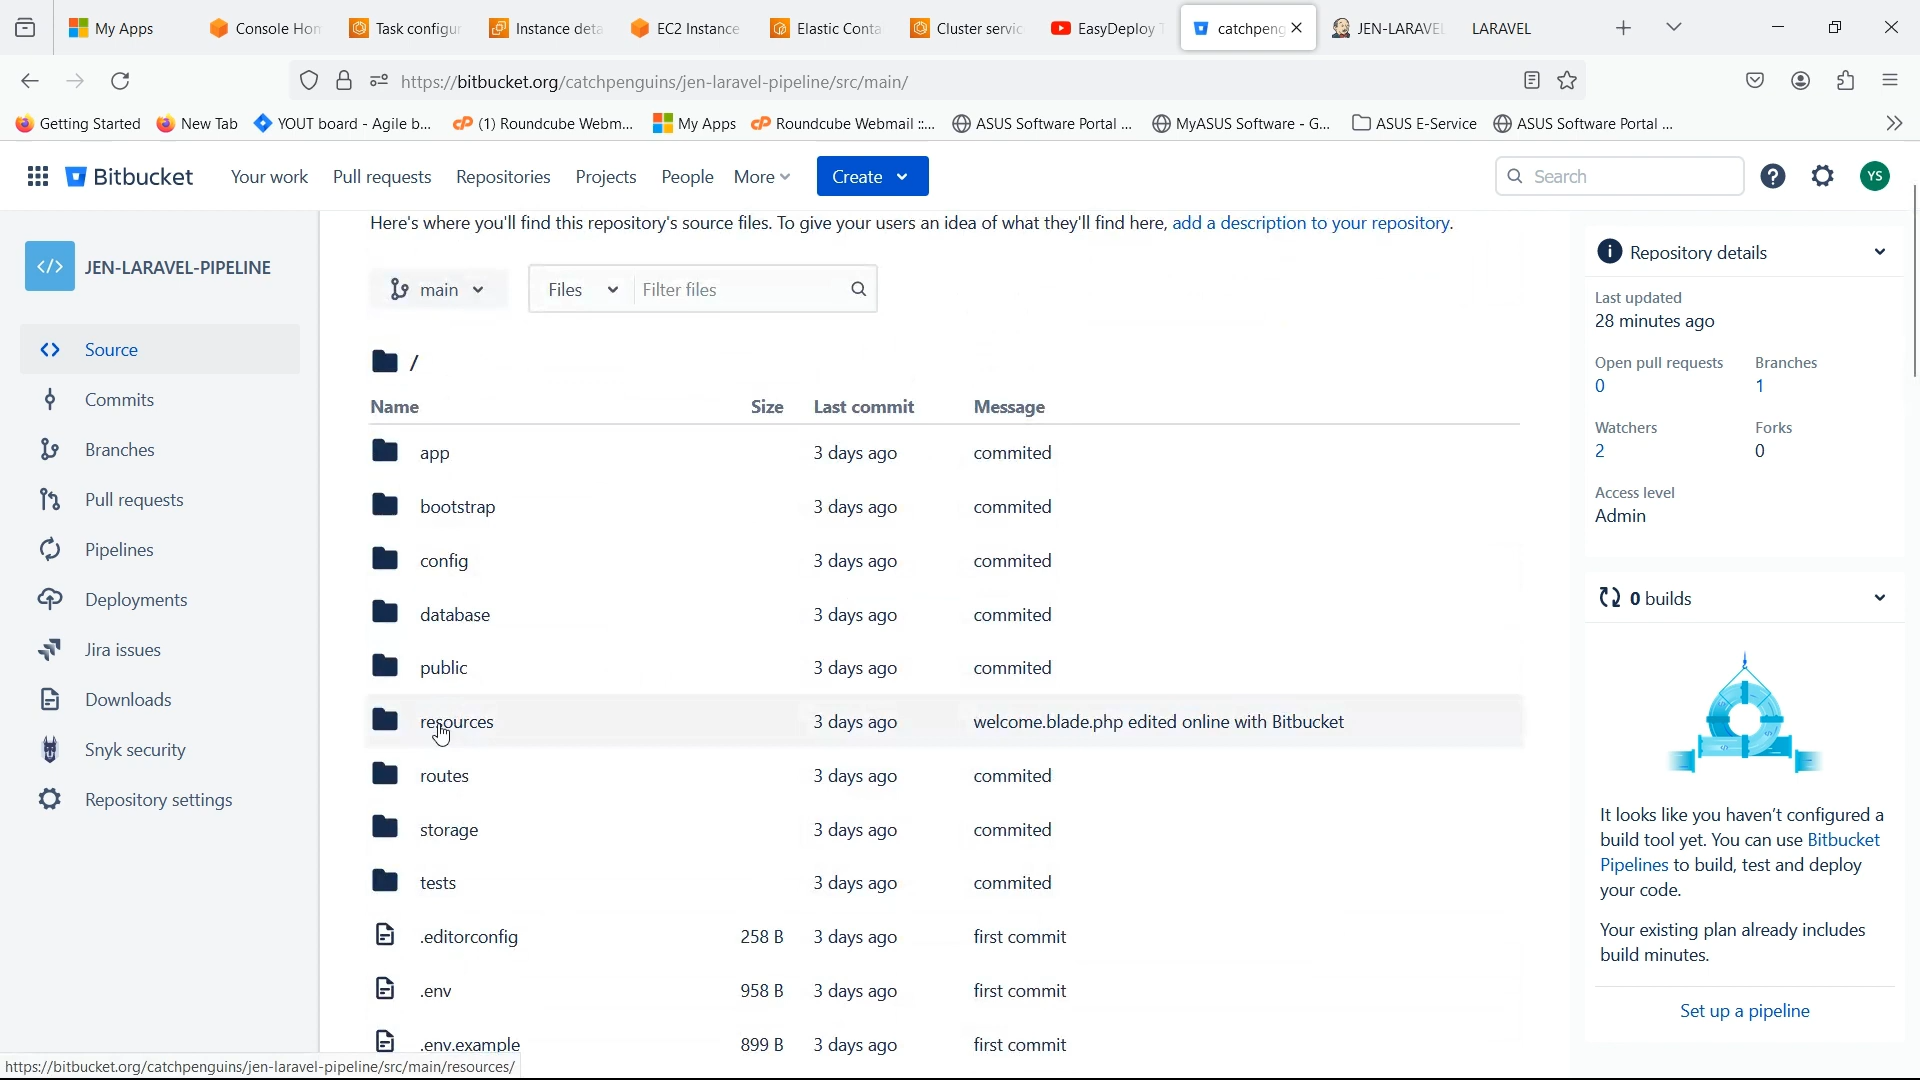 My Apps
Console Hom
Task configur
Instance deta
EC2 Instance
Elastic Conta
Cluster servic
EasyDeploy T
catchpeng
JEN-LARAVEL
LARAVEL
https://bitbucket.org/catchpenguins/jen-laravel-pipeline/src/main/
Getting Started
New Tab
YOUT board - Agile b...
(1) Roundcube Webm...
My Apps
Roundcube Webmail ::...
ASUS Software Portal ...
MyASUS Software - G...
ASUS E-Service
ASUS Software Portal ...
Bitbucket
Your work
Pull requests
Repositories
Projects
People
More
Create
Search
YS
JEN-LARAVEL-PIPELINE
Source
Commits
Branches
Pull requests
Pipelines
Deployments
Jira issues
Downloads
Snyk security
Repository settings
Here's where you'll find this repository's source files. To give your users an idea of what they'll find here, add a description to your repository.
main
Files
Filter files
/
Name Size Last commit Message
app 3 days ago commited
bootstrap 3 days ago commited
config 3 days ago commited
database 3 days ago commited
public 3 days ago commited
resources 3 days ago welcome.blade.php edited online with Bitbucket
routes 3 days ago commited
storage 3 days ago commited
tests 3 days ago commited
.editorconfig 258 B 3 days ago first commit
.env 958 B 3 days ago first commit
.env.example 899 B 3 days ago first commit
Repository details
Last updated
28 minutes ago
Open pull requests Branches
0 1
Watchers Forks
2 0
Access level
Admin
0 builds
It looks like you haven't configured a
build tool yet. You can use Bitbucket
Pipelines to build, test and deploy
your code.
Your existing plan already includes
build minutes.
Set up a pipeline
https://bitbucket.org/catchpenguins/jen-laravel-pipeline/src/main/resources/